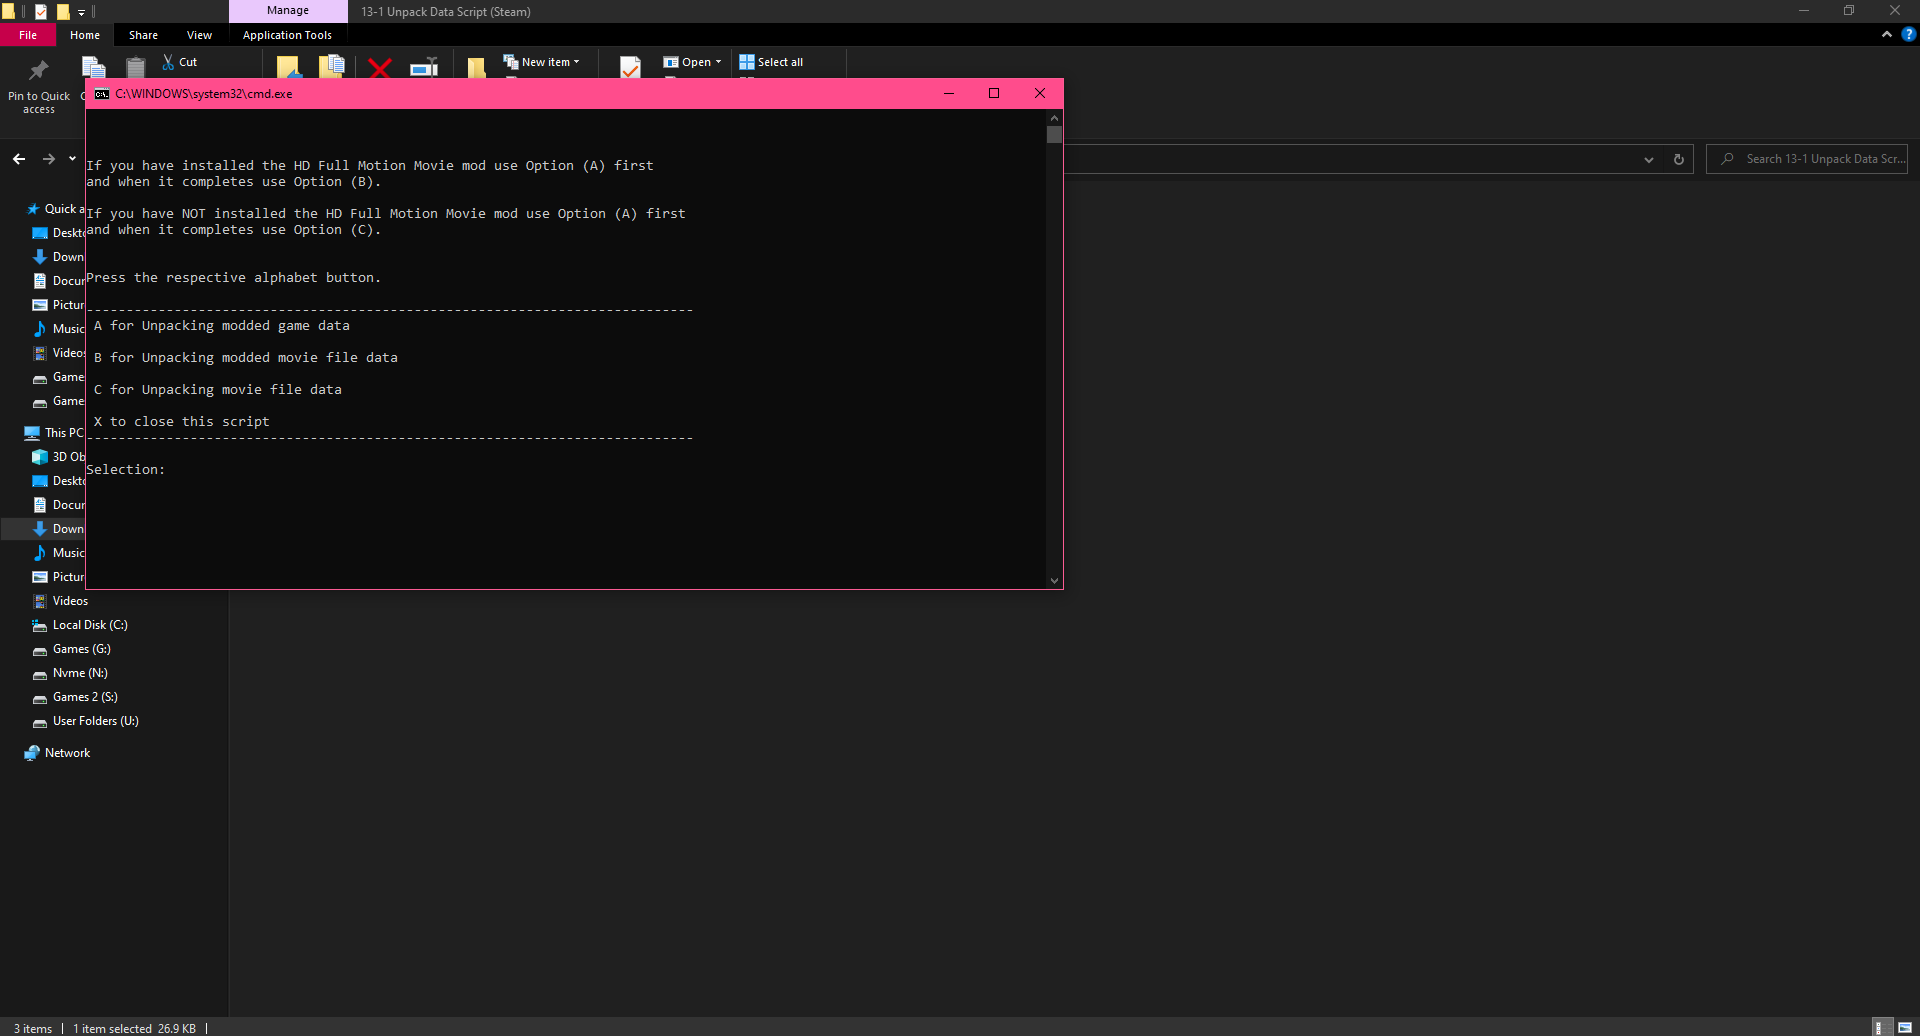 Manage
13-1 Unpack Data Script (Steam)
File
Home
Share
View
Application Tools
Pin to Quick
access
Cut
New item
Open
Select all
C:\WINDOWS\system32\cmd.exe
Search 13-1 Unpack Data Scr...
If you have installed the HD Full Motion Movie mod use Option (A) first
and when it completes use Option (B).
If you have NOT installed the HD Full Motion Movie mod use Option (A) first
and when it completes use Option (C).
Press the respective alphabet button.
---------------------------------------------------------------------------
A for Unpacking modded game data
B for Unpacking modded movie file data
C for Unpacking movie file data
X to close this script
---------------------------------------------------------------------------
Selection:
Quick a
Deskto
Down
Docur
Pictur
Music
Videos
Game
Game
This PC
3D Ob
Deskto
Docur
Down
Music
Pictur
Videos
Local Disk (C:)
Games (G:)
Nvme (N:)
Games 2 (S:)
User Folders (U:)
Network
3 items
1 item selected 26.9 KB